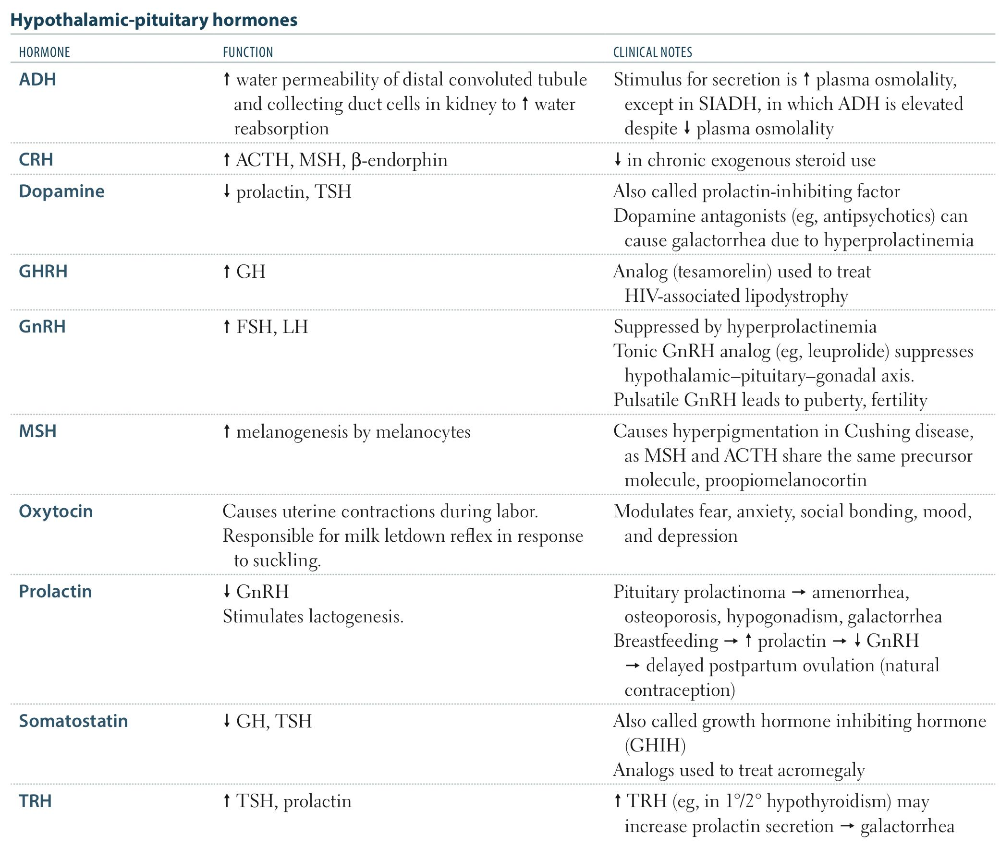 Hypothalamic-pituitary hormones
HORMONE FUNCTION CLINICAL NOTES
ADH ↑ water permeability of distal convoluted tubule Stimulus for secretion is ↑ plasma osmolality,
and collecting duct cells in kidney to ↑ water except in SIADH, in which ADH is elevated
reabsorption despite ↓ plasma osmolality
CRH ↑ ACTH, MSH, β-endorphin ↓ in chronic exogenous steroid use
Dopamine ↓ prolactin, TSH Also called prolactin-inhibiting factor
Dopamine antagonists (eg, antipsychotics) can
cause galactorrhea due to hyperprolactinemia
GHRH ↑ GH Analog (tesamorelin) used to treat
HIV-associated lipodystrophy
GnRH ↑ FSH, LH Suppressed by hyperprolactinemia
Tonic GnRH analog (eg, leuprolide) suppresses
hypothalamic–pituitary–gonadal axis.
Pulsatile GnRH leads to puberty, fertility
MSH ↑ melanogenesis by melanocytes Causes hyperpigmentation in Cushing disease,
as MSH and ACTH share the same precursor
molecule, proopiomelanocortin
Oxytocin Causes uterine contractions during labor. Modulates fear, anxiety, social bonding, mood,
Responsible for milk letdown reflex in response and depression
to suckling.
Prolactin ↓ GnRH Pituitary prolactinoma → amenorrhea,
Stimulates lactogenesis. osteoporosis, hypogonadism, galactorrhea
Breastfeeding → ↑ prolactin → ↓ GnRH
→ delayed postpartum ovulation (natural
contraception)
Somatostatin ↓ GH, TSH Also called growth hormone inhibiting hormone
(GHIH)
Analogs used to treat acromegaly
TRH ↑ TSH, prolactin ↑ TRH (eg, in 1°/2° hypothyroidism) may
increase prolactin secretion → galactorrhea